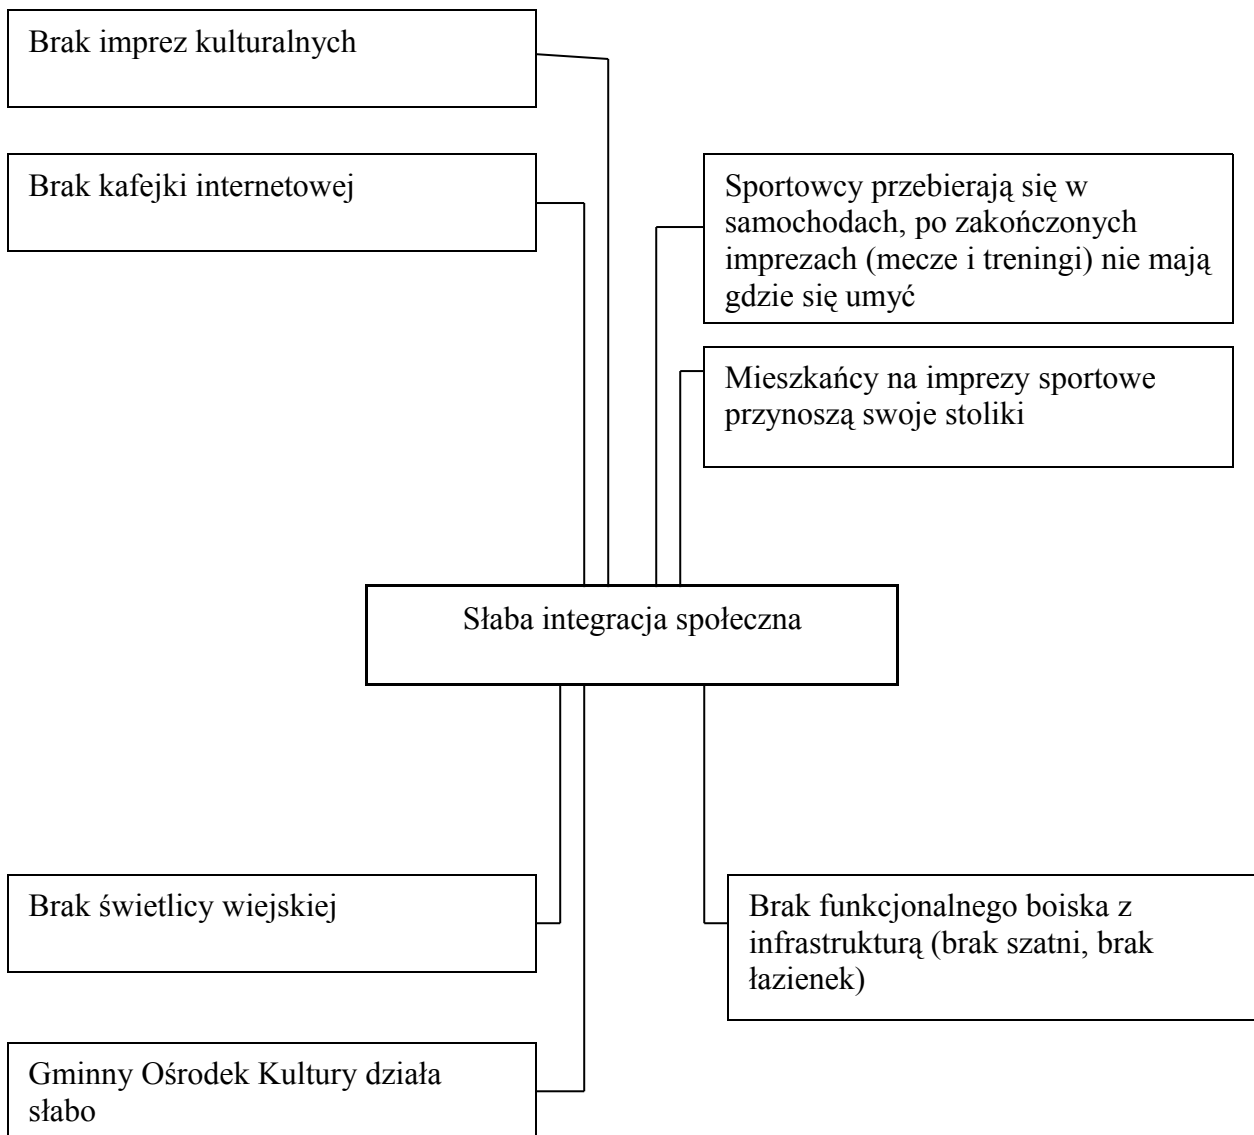 Brak imprez kulturalnych
Brak kafejki internetowej
Sportowcy przebierają się w
samochodach, po zakończonych
imprezach (mecze i treningi) nie mają
gdzie się umyć
Mieszkańcy na imprezy sportowe
przynoszą swoje stoliki
Słaba integracja społeczna
Brak świetlicy wiejskiej
Brak funkcjonalnego boiska z
infrastrukturą (brak szatni, brak
łazienek)
Gminny Ośrodek Kultury działa
słabo